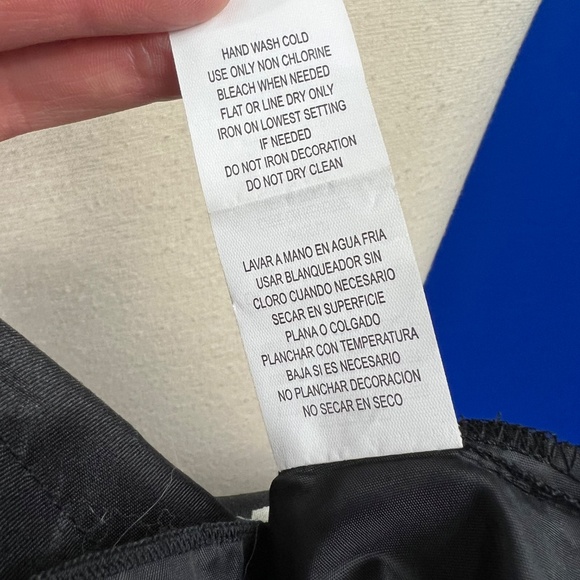 HAND WASH COLD
USE ONLY NON CHLORINE
BLEACH WHEN NEEDED
FLAT OR LINE DRY ONLY
IRON ON LOWEST SETTING
IF NEEDED
DO NOT IRON DECORATION
DO NOT DRY CLEAN
LAVAR A MANO EN AGUA FRIA
USAR BLANQUEADOR SIN
CLORO CUANDO NECESARIO
SECAR EN SUPERFICIE
PLANA O COLGADO
PLANCHAR CON TEMPERATURA
BAJA SI ES NECESARIO
NO PLANCHAR DECORACION
NO SECAR EN SECO